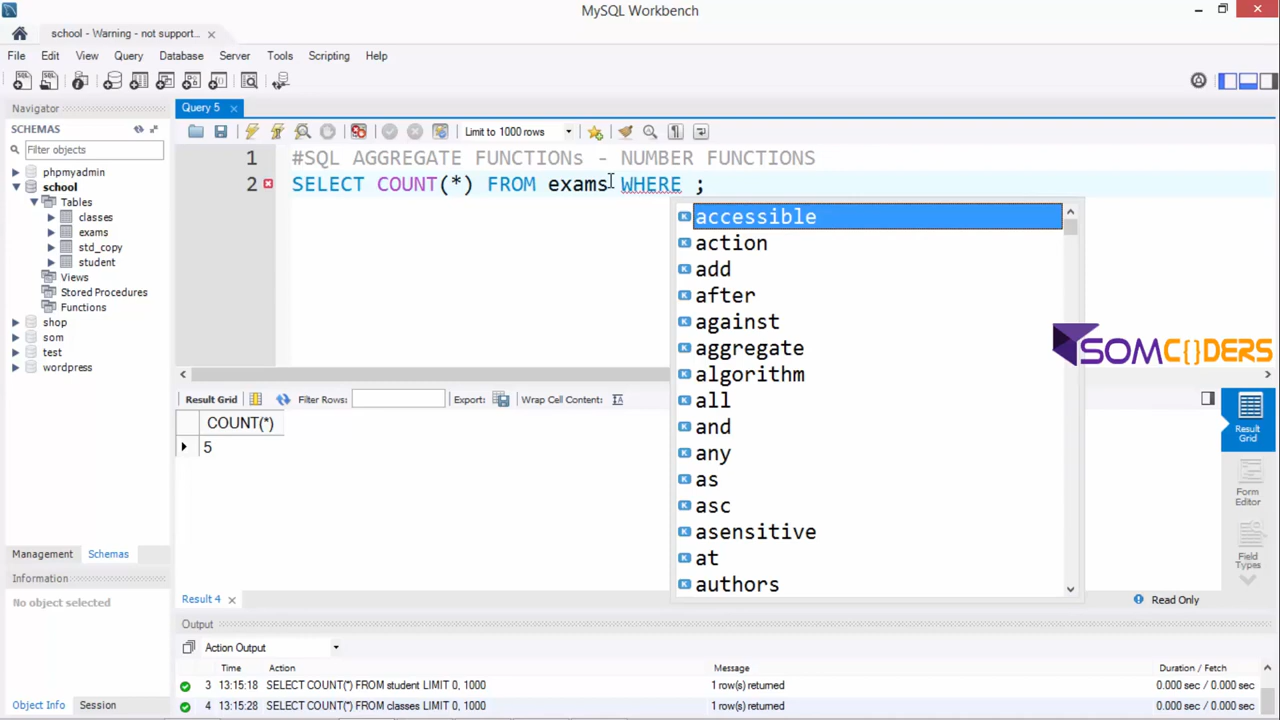 MySQL Workbench
school - Warning - not support...
File Edit View Query Database Server Tools Scripting Help
Navigator
SCHEMAS
Filter objects
phpmyadmin
school
Tables
classes
exams
std_copy
student
Views
Stored Procedures
Functions
shop
som
test
wordpress
Management Schemas
Information
No object selected
Object Info Session
Query 5
Limit to 1000 rows
1 #SQL AGGREGATE FUNCTIONs - NUMBER FUNCTIONS
2 SELECT COUNT(*) FROM exams WHERE ;
accessible
action
add
after
against
aggregate
algorithm
all
and
any
as
asc
asensitive
at
authors
SOMC{}DERS
Result Grid Filter Rows: Export: Wrap Cell Content:
COUNT(*)
5
Result Grid
Form Editor
Field Types
Result 4
Read Only
Output
Action Output
Time Action Message Duration / Fetch
3 13:15:18 SELECT COUNT(*) FROM student LIMIT 0, 1000 1 row(s) returned 0.000 sec / 0.000 sec
4 13:15:28 SELECT COUNT(*) FROM classes LIMIT 0, 1000 1 row(s) returned 0.000 sec / 0.000 sec